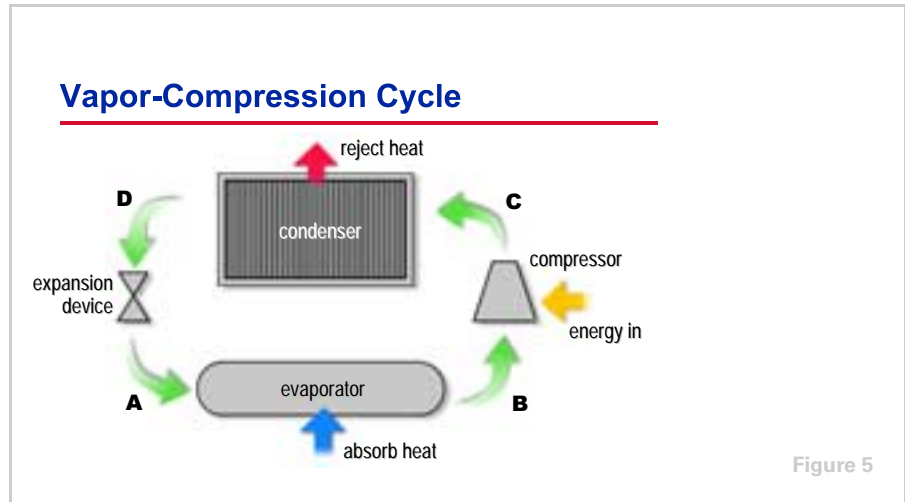 Vapor-Compression Cycle
reject heat
D
C
condenser
compressor
expansion
device
energy in
evaporator
A
B
absorb heat
Figure 5